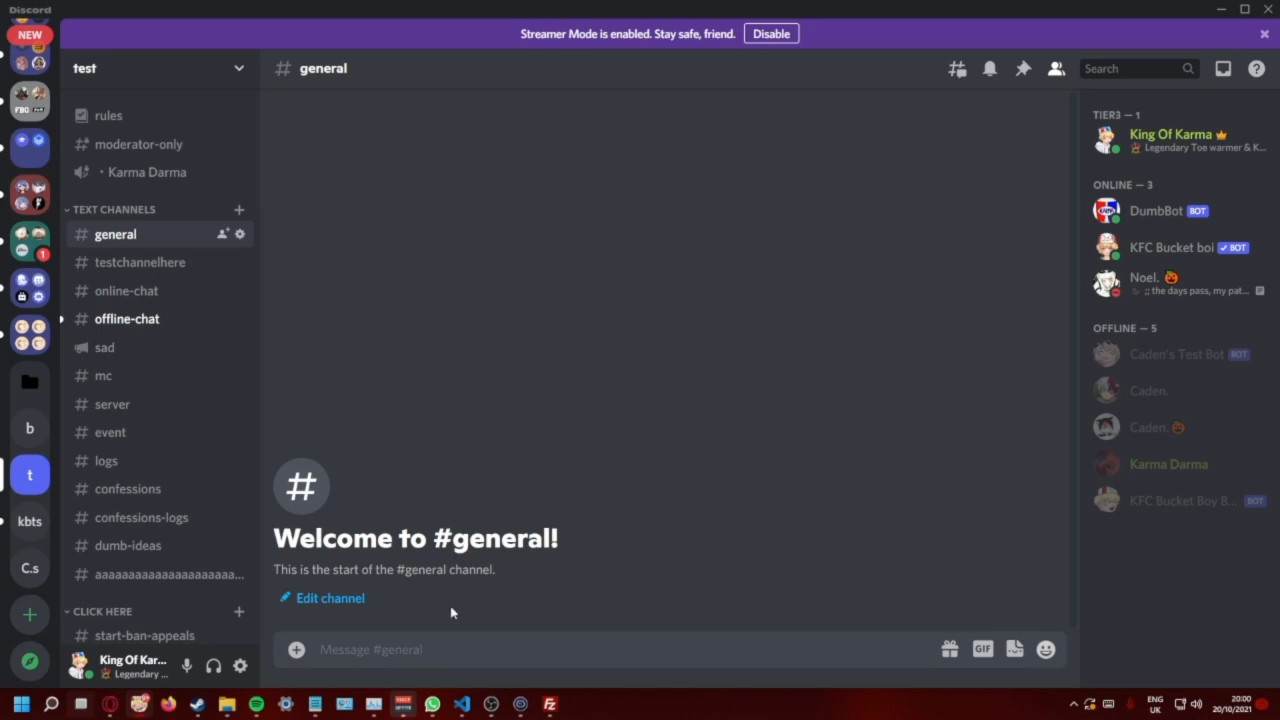 Discord
NEW
Streamer Mode is enabled. Stay safe, friend.
Disable
test
general
Search
rules
moderator-only
・Karma Darma
TEXT CHANNELS
general
testchannelhere
online-chat
offline-chat
sad
mc
server
event
logs
confessions
confessions-logs
dumb-ideas
aaaaaaaaaaaaaaaaaaaaa...
CLICK HERE
start-ban-appeals
King Of Kar...
Legendary ...
FBG
1
b
t
kbts
C.s
Welcome to #general!
This is the start of the #general channel.
Edit channel
Message #general
GIF
TIER3 — 1
King Of Karma
Legendary Toe warmer & K...
ONLINE — 3
DumbBot BOT
KFC Bucket boi ✓ BOT
Noel. 🎃
;; the days pass, my pat...
OFFLINE — 5
Caden's Test Bot BOT
Caden.
Caden. 🎃
Karma Darma
KFC Bucket Boy B... BOT
ENG
UK
20:00
20/10/2021